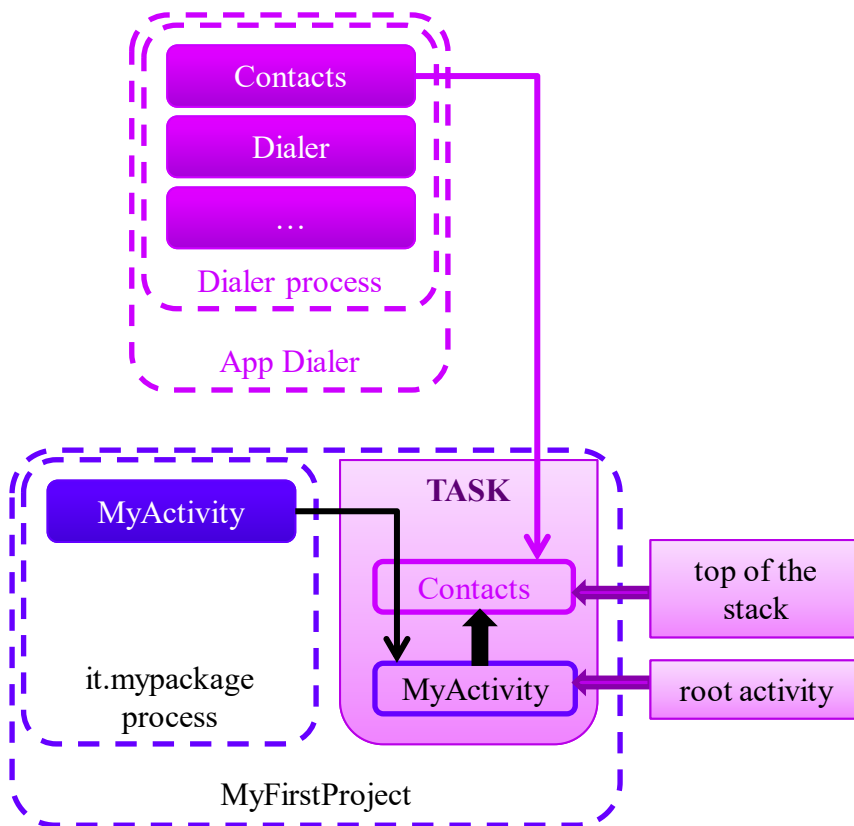 Contacts
Dialer
…
Dialer process
App Dialer
MyActivity
TASK
Contacts
top of the
stack
MyActivity
root activity
it.mypackage
process
MyFirstProject